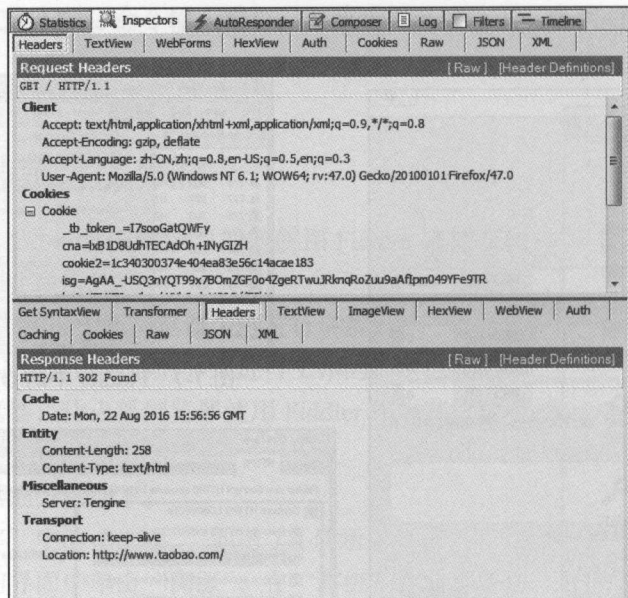 Statistics Inspectors AutoResponder Composer Log Filters Timeline
Headers TextView WebForms HexView Auth Cookies Raw JSON XML
Request Headers [ Raw ] [Header Definitions]
GET / HTTP/1.1
Client
Accept: text/html,application/xhtml+xml,application/xml;q=0.9,*/*;q=0.8
Accept-Encoding: gzip, deflate
Accept-Language: zh-CN,zh;q=0.8,en-US;q=0.5,en;q=0.3
User-Agent: Mozilla/5.0 (Windows NT 6.1; WOW64; rv:47.0) Gecko/20100101 Firefox/47.0
Cookies
Cookie
_tb_token_=I7sooGatQWFy
cna=lxB1D8UdhTECAdOh+INyGIZH
cookie2=1c340300374e404ea83e56c14acae183
isg=AgAA_-USQ3nYQT99x7BOmZGF0o4ZgeRTwuJRknqRoZuu9aAfIpm049YFe9TR
Get SyntaxView Transformer Headers TextView ImageView HexView WebView Auth
Caching Cookies Raw JSON XML
Response Headers [ Raw ] [Header Definitions]
HTTP/1.1 302 Found
Cache
Date: Mon, 22 Aug 2016 15:56:56 GMT
Entity
Content-Length: 258
Content-Type: text/html
Miscellaneous
Server: Tengine
Transport
Connection: keep-alive
Location: http://www.taobao.com/